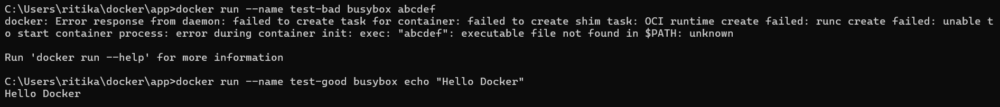 C:\Users\ritika\docker\app>docker run --name test-bad busybox abcdef
docker: Error response from daemon: failed to create task for container: failed to create shim task: OCI runtime create failed: runc create failed: unable t
o start container process: error during container init: exec: "abcdef": executable file not found in $PATH: unknown
Run 'docker run --help' for more information
C:\Users\ritika\docker\app>docker run --name test-good busybox echo "Hello Docker"
Hello Docker